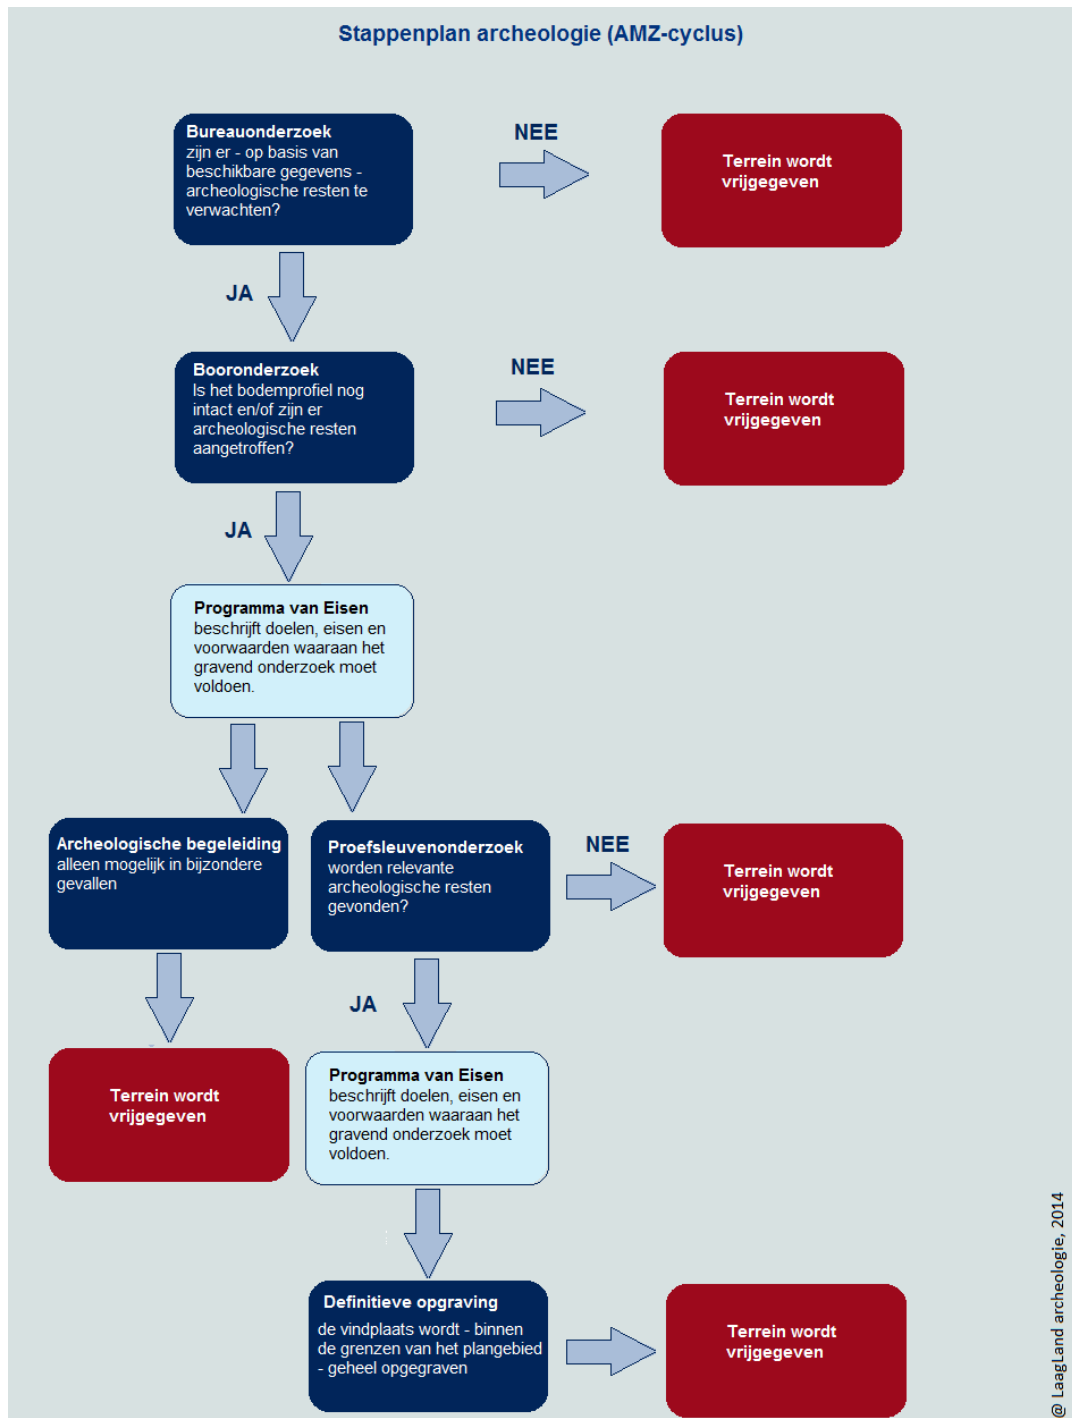 Stappenplan archeologie (AMZ-cyclus)
Bureauonderzoek
zijn er - op basis van
beschikbare gegevens -
archeologische resten te
verwachten?
NEE
Terrein wordt
vrijgegeven
JA
Booronderzoek
Is het bodemprofiel nog
intact en/of zijn er
archeologische resten
aangetroffen?
NEE
Terrein wordt
vrijgegeven
JA
Programma van Eisen
beschrijft doelen, eisen en
voorwaarden waaraan het
gravend onderzoek moet
voldoen.
Archeologische begeleiding
alleen mogelijk in bijzondere
gevallen
Proefsleuvenonderzoek
worden relevante
archeologische resten
gevonden?
NEE
Terrein wordt
vrijgegeven
JA
Terrein wordt
vrijgegeven
Programma van Eisen
beschrijft doelen, eisen en
voorwaarden waaraan het
gravend onderzoek moet
voldoen.
Definitieve opgraving
de vindplaats wordt - binnen
de grenzen van het plangebied
- geheel opgegraven
Terrein wordt
vrijgegeven
@ LaagLand archeologie, 2014